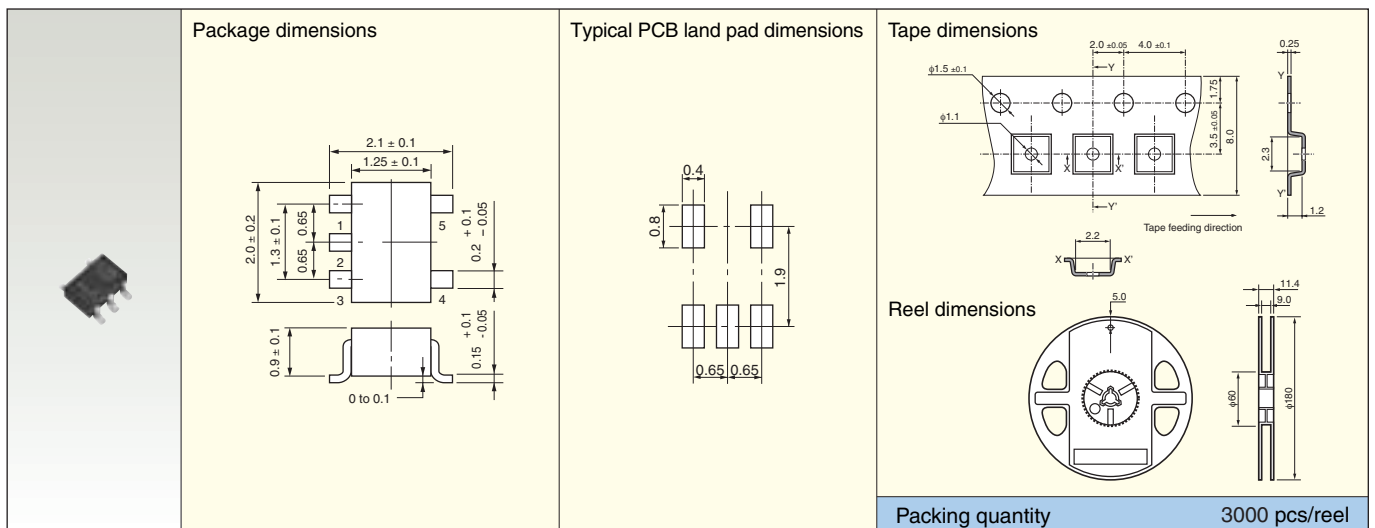 Package dimensions
2.1 ± 0.1
1.25 ± 0.1
2.0 ± 0.2
1.3 ± 0.1
0.65
0.65
1
2
3
5
4
0.2 + 0.1 - 0.05
0.9 ± 0.1
0.15 + 0.1 - 0.05
0 to 0.1
Typical PCB land pad dimensions
0.4
0.8
1.9
0.65 0.65
Tape dimensions
2.0 ±0.05
4.0 ±0.1
0.25
φ1.5 ±0.1
Y
Y
1.75
φ1.1
3.5 ±0.05
8.0
2.3
X X'
Y'
Y'
1.2
Tape feeding direction
2.2
X X'
Reel dimensions
5.0
11.4
9.0
φ60
φ180
Packing quantity 3000 pcs/reel